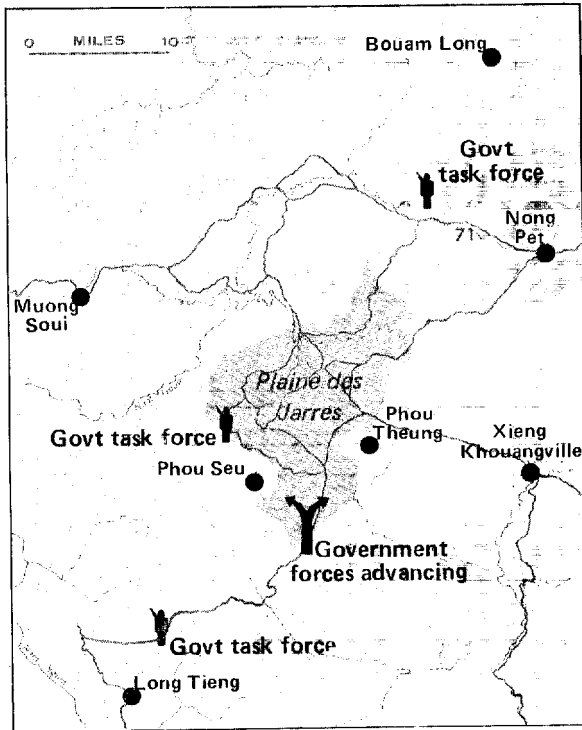 0 MILES 10
Bouam Long
Govt
task force
71
Nong
Pet
Muong
Soui
Plaine des
Jarres
Govt task force
Phou
Theung
Xieng
Khouangville
Phou Seu
Government
forces advancing
Govt task force
Long Tieng